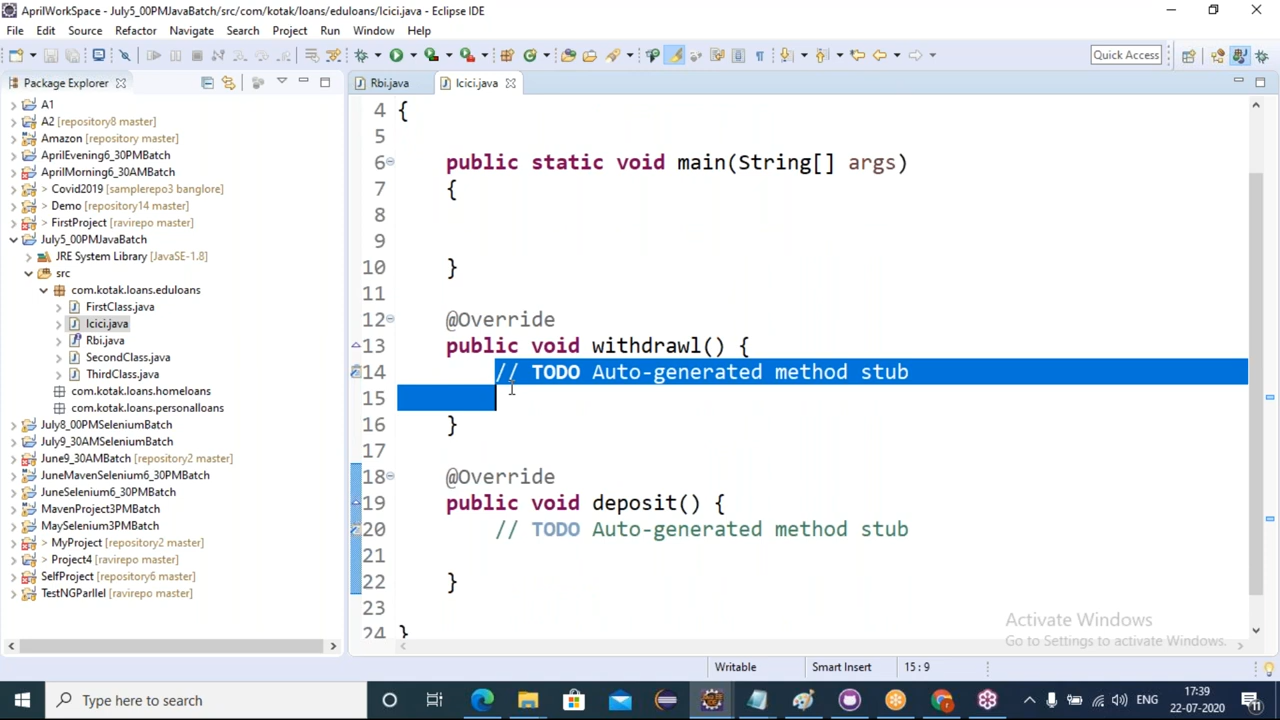 AprilWorkSpace - July5_00PMJavaBatch/src/com/kotak/loans/eduloans/Icici.java - Eclipse IDE
File Edit Source Refactor Navigate Search Project Run Window Help
Quick Access
Package Explorer
Rbi.java
Icici.java
A1
A2 [repository8 master]
Amazon [repository master]
AprilEvening6_30PMBatch
AprilMorning6_30AMBatch
> Covid2019 [samplerepo3 banglore]
> Demo [repository14 master]
> FirstProject [ravirepo master]
July5_00PMJavaBatch
JRE System Library [JavaSE-1.8]
src
com.kotak.loans.eduloans
FirstClass.java
Icici.java
Rbi.java
SecondClass.java
ThirdClass.java
com.kotak.loans.homeloans
com.kotak.loans.personalloans
July8_00PMSeleniumBatch
July9_30AMSeleniumBatch
June9_30AMBatch [repository2 master]
JuneMavenSelenium6_30PMBatch
JuneSelenium6_30PMBatch
MavenProject3PMBatch
MaySelenium3PMBatch
> MyProject [repository2 master]
> Project4 [ravirepo master]
SelfProject [repository6 master]
TestNGParllel [ravirepo master]
4 {
5
6 public static void main(String[] args)
7 {
8
9
10 }
11
12 @Override
13 public void withdrawl() {
14 // TODO Auto-generated method stub
15
16 }
17
18 @Override
19 public void deposit() {
20 // TODO Auto-generated method stub
21
22 }
23
24 }
Activate Windows
Go to Settings to activate Windows.
Writable Smart Insert 15 : 9
Type here to search
ENG
17:39
22-07-2020
11